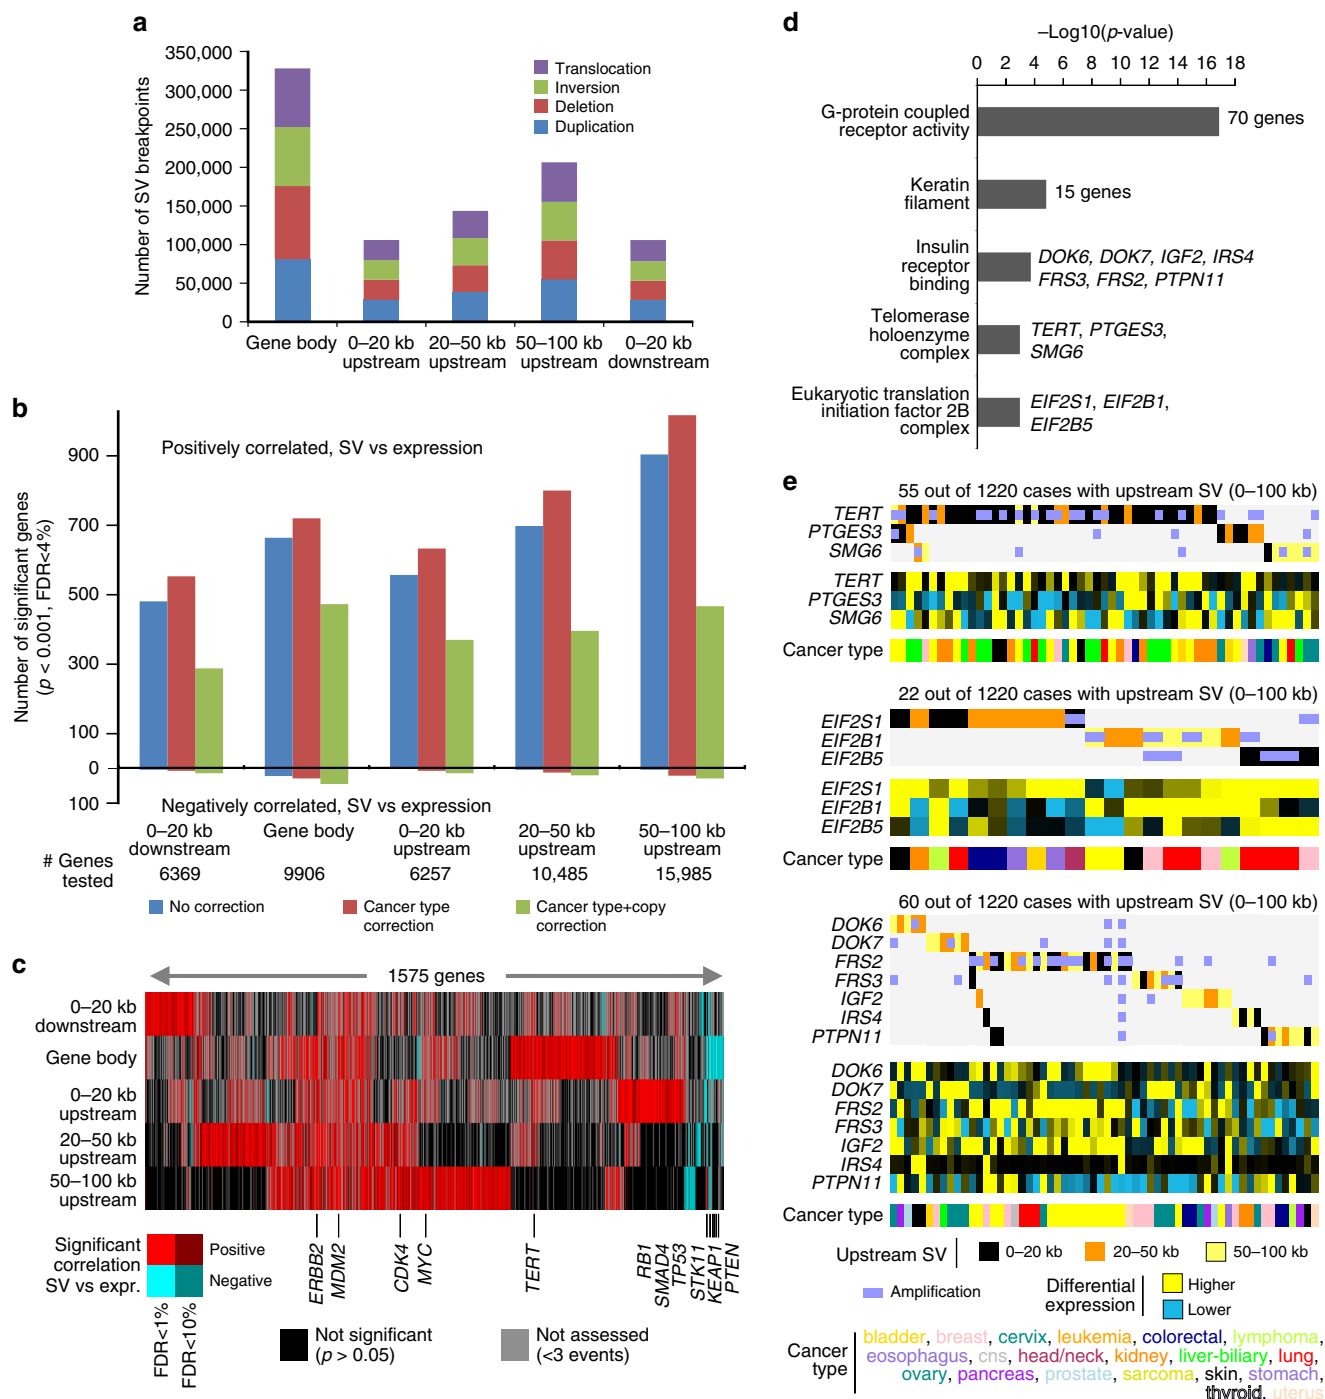 a
350,000
300,000
250,000
200,000
150,000
100,000
50,000
0
Number of SV breakpoints
Translocation
Inversion
Deletion
Duplication
Gene body
0–20 kb
upstream
20–50 kb
upstream
50–100 kb
upstream
0–20 kb
downstream
b
Positively correlated, SV vs expression
900
700
500
300
100
0
100
Number of significant genes
(p < 0.001, FDR<4%)
Negatively correlated, SV vs expression
0–20 kb
downstream
Gene body
0–20 kb
upstream
20–50 kb
upstream
50–100 kb
upstream
# Genes
tested
6369
9906
6257
10,485
15,985
No correction
Cancer type
correction
Cancer type+copy
correction
c
1575 genes
0–20 kb
downstream
Gene body
0–20 kb
upstream
20–50 kb
upstream
50–100 kb
upstream
ERBB2
MDM2
CDK4
MYC
TERT
RB1
SMAD4
TP53
STK11
KEAP1
PTEN
Significant
correlation
SV vs expr.
Positive
Negative
FDR<1%
FDR<10%
Not significant
(p > 0.05)
Not assessed
(<3 events)
d
–Log10(p-value)
0 2 4 6 8 10 12 14 16 18
G-protein coupled
receptor activity
70 genes
Keratin
filament
15 genes
Insulin
receptor
binding
DOK6, DOK7, IGF2, IRS4
FRS3, FRS2, PTPN11
Telomerase
holoenzyme
complex
TERT, PTGES3,
SMG6
Eukaryotic translation
initiation factor 2B
complex
EIF2S1, EIF2B1,
EIF2B5
e
55 out of 1220 cases with upstream SV (0–100 kb)
TERT
PTGES3
SMG6
TERT
PTGES3
SMG6
Cancer type
22 out of 1220 cases with upstream SV (0–100 kb)
EIF2S1
EIF2B1
EIF2B5
EIF2S1
EIF2B1
EIF2B5
Cancer type
60 out of 1220 cases with upstream SV (0–100 kb)
DOK6
DOK7
FRS2
FRS3
IGF2
IRS4
PTPN11
DOK6
DOK7
FRS2
FRS3
IGF2
IRS4
PTPN11
Cancer type
Upstream SV
0–20 kb
20–50 kb
50–100 kb
Amplification
Differential
expression
Higher
Lower
Cancer
type
bladder, breast, cervix, leukemia, colorectal, lymphoma,
eosophagus, cns, head/neck, kidney, liver-biliary, lung,
ovary, pancreas, prostate, sarcoma, skin, stomach,
thyroid, uterus